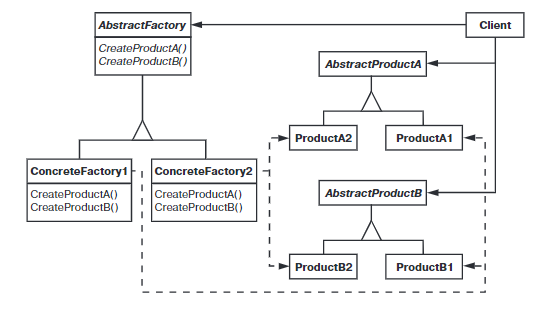 AbstractFactory
CreateProductA()
CreateProductB()
Client
AbstractProductA
ProductA2
ProductA1
ConcreteFactory1
CreateProductA()
CreateProductB()
ConcreteFactory2
CreateProductA()
CreateProductB()
AbstractProductB
ProductB2
ProductB1